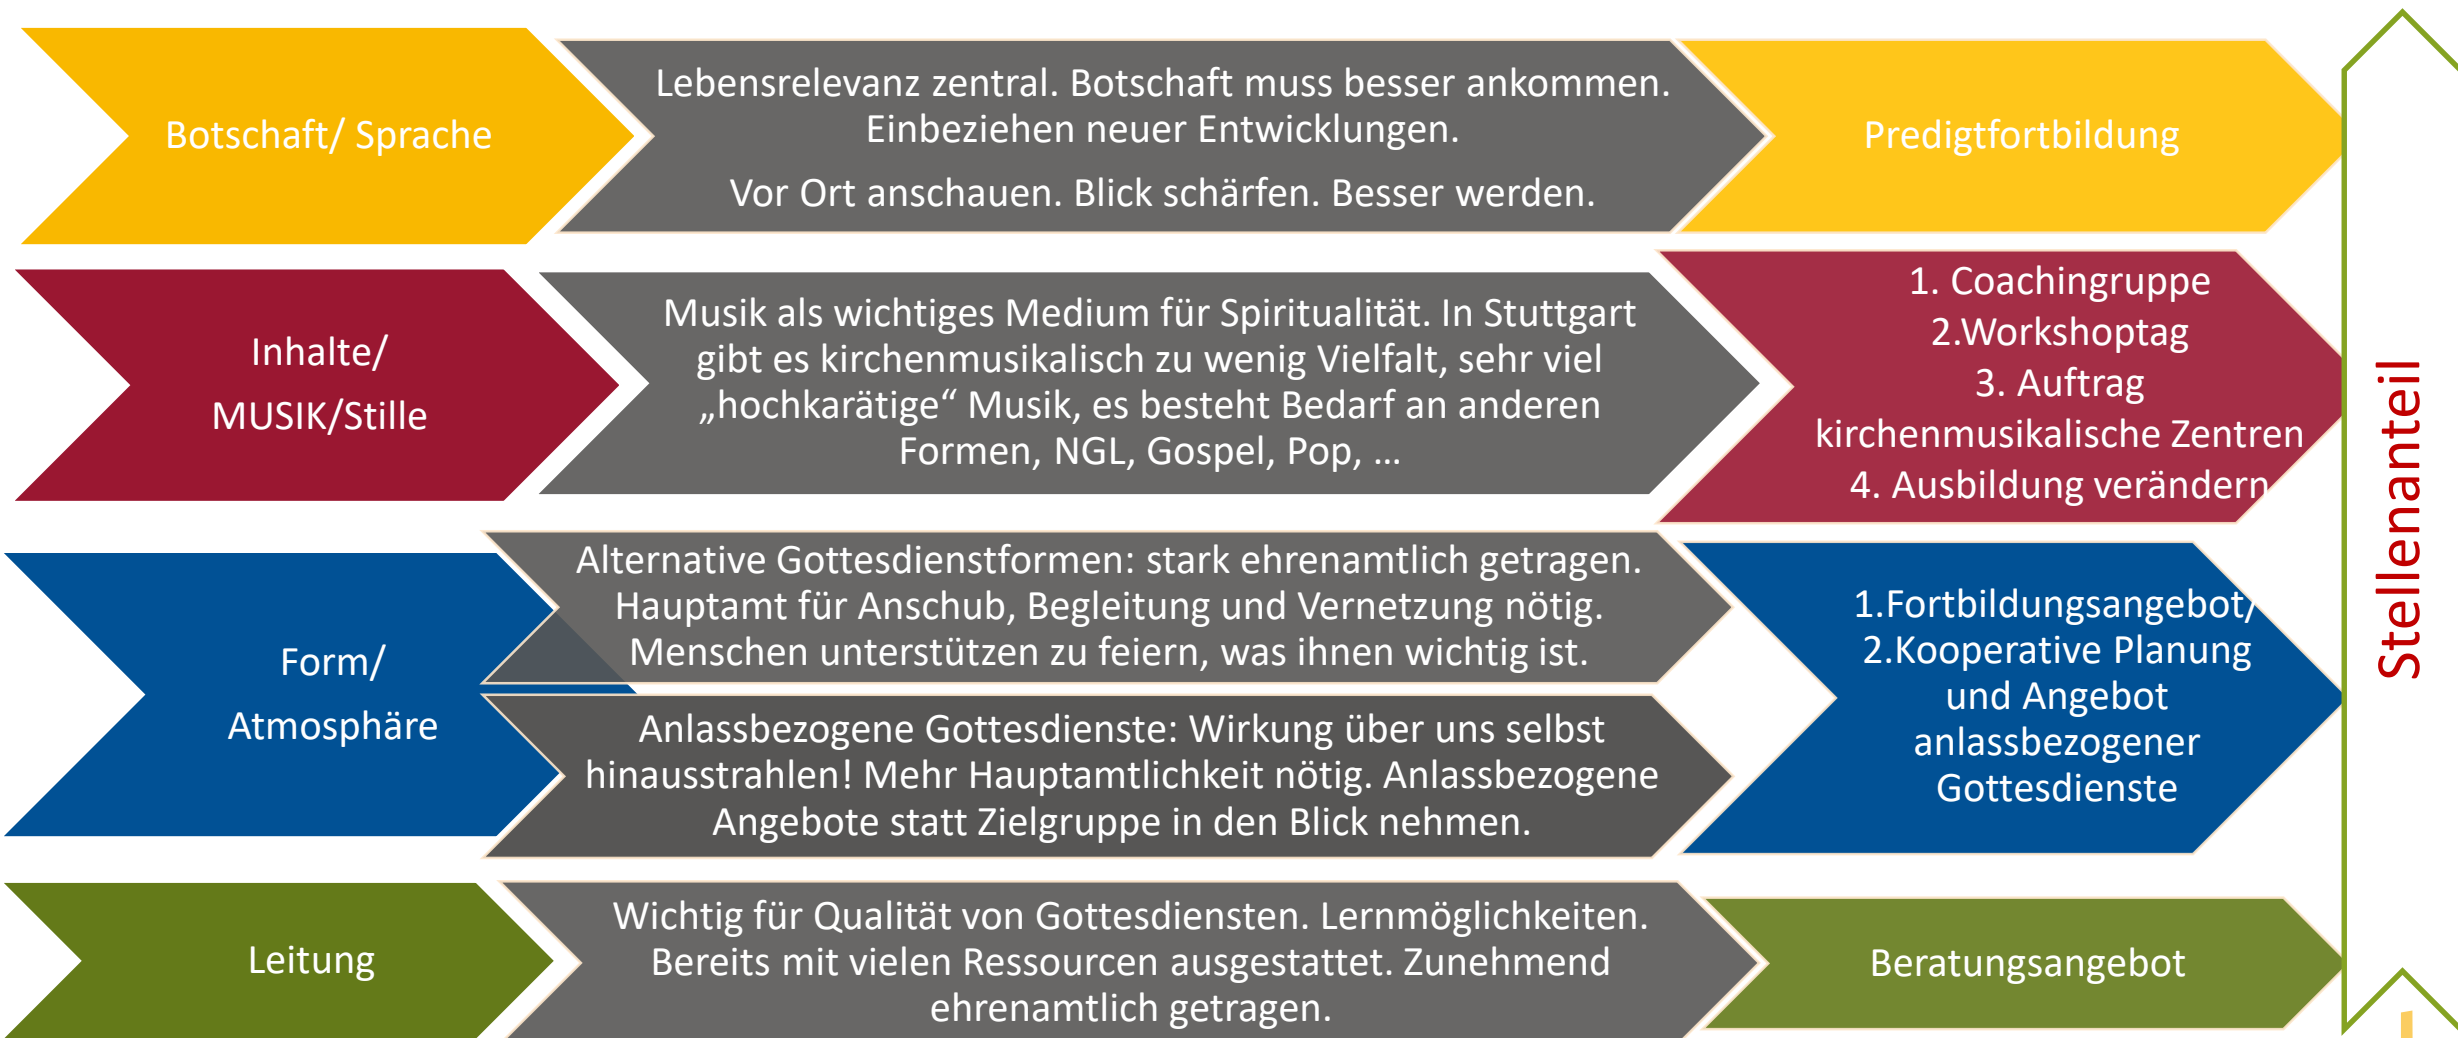 Botschaft/ Sprache
Lebensrelevanz zentral. Botschaft muss besser ankommen.
Einbeziehen neuer Entwicklungen.
Vor Ort anschauen. Blick schärfen. Besser werden.
Predigtfortbildung
Inhalte/
MUSIK/Stille
Musik als wichtiges Medium für Spiritualität. In Stuttgart
gibt es kirchenmusikalisch zu wenig Vielfalt, sehr viel
„hochkarätige“ Musik, es besteht Bedarf an anderen
Formen, NGL, Gospel, Pop, …
1. Coachingruppe
2.Workshoptag
3. Auftrag
kirchenmusikalische Zentren
4. Ausbildung verändern
Form/
Atmosphäre
Alternative Gottesdienstformen: stark ehrenamtlich getragen.
Hauptamt für Anschub, Begleitung und Vernetzung nötig.
Menschen unterstützen zu feiern, was ihnen wichtig ist.
Anlassbezogene Gottesdienste: Wirkung über uns selbst
hinausstrahlen! Mehr Hauptamtlichkeit nötig. Anlassbezogene
Angebote statt Zielgruppe in den Blick nehmen.
1.Fortbildungsangebot/
2.Kooperative Planung
und Angebot
anlassbezogener
Gottesdienste
Leitung
Wichtig für Qualität von Gottesdiensten. Lernmöglichkeiten.
Bereits mit vielen Ressourcen ausgestattet. Zunehmend
ehrenamtlich getragen.
Beratungsangebot
Stellenanteil